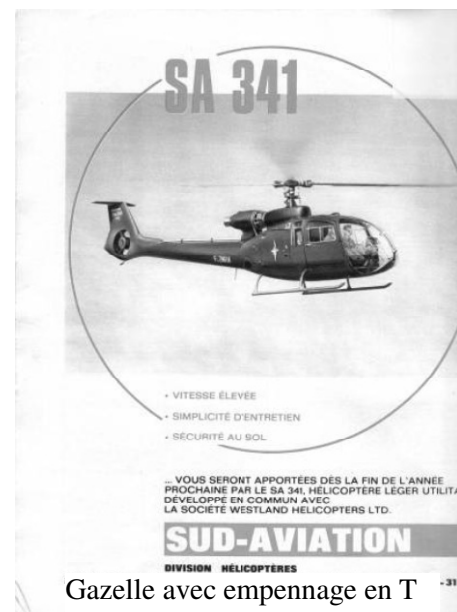 SA 341
• VITESSE ÉLEVÉE
• SIMPLICITÉ D'ENTRETIEN
• SÉCURITÉ AU SOL
... VOUS SERONT APPORTÉES DÈS LA FIN DE L'ANNÉE
PROCHAINE PAR LE SA 341, HÉLICOPTÈRE LÉGER UTILITA
DÉVELOPPÉ EN COMMUN AVEC
LA SOCIÉTÉ WESTLAND HELICOPTERS LTD.
SUD-AVIATION
DIVISION HÉLICOPTÈRES
- 31
Gazelle avec empennage en T